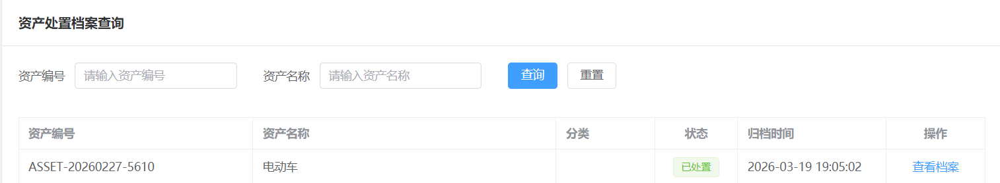 资产处置档案查询
资产编号 请输入资产编号 资产名称 请输入资产名称 查询 重置
资产编号 资产名称 分类 状态 归档时间 操作
ASSET-20260227-5610 电动车 已处置 2026-03-19 19:05:02 查看档案